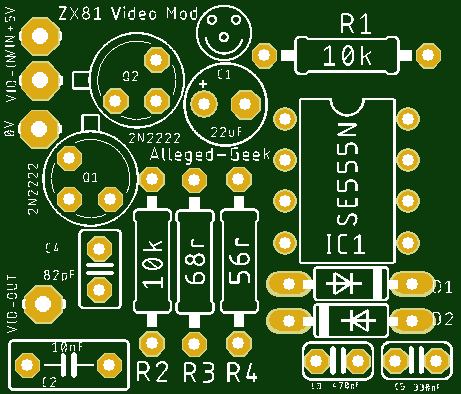 ZX81 Video Mod
VIN+5V
VID-IN
0V
VID-OUT
Q2
2N2222
C1
+
22uF
R1
10k
Alleged-Geek
Q1
2N2222
SE555N
IC1
C4
82pF
10k
68r
56r
R2
R3
R4
D1
D2
10nF
C2
C3
470nF
C5
330nF